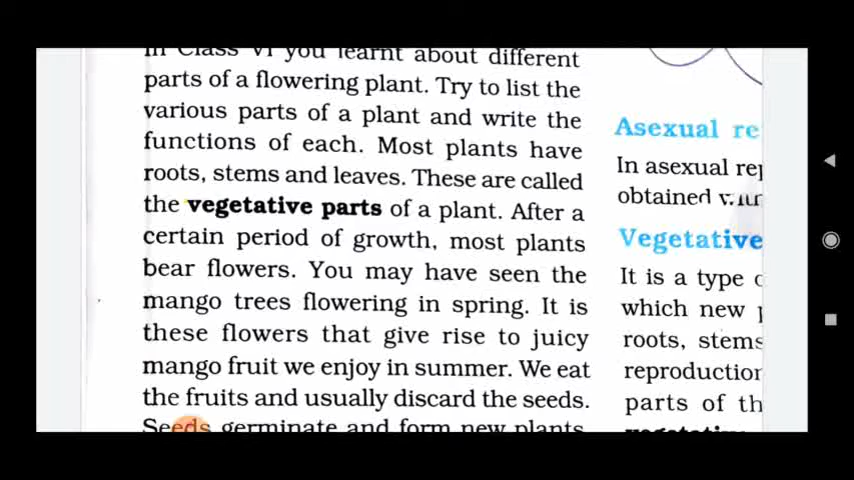 In Class VI you learnt about different
parts of a flowering plant. Try to list the
various parts of a plant and write the
functions of each. Most plants have
roots, stems and leaves. These are called
the vegetative parts of a plant. After a
certain period of growth, most plants
bear flowers. You may have seen the
mango trees flowering in spring. It is
these flowers that give rise to juicy
mango fruit we enjoy in summer. We eat
the fruits and usually discard the seeds.
Seeds germinate and form new plants
Asexual re
In asexual rep
obtained
Vegetative
It is a type o
which new p
roots, stems
reproduction
parts of th
vegetative